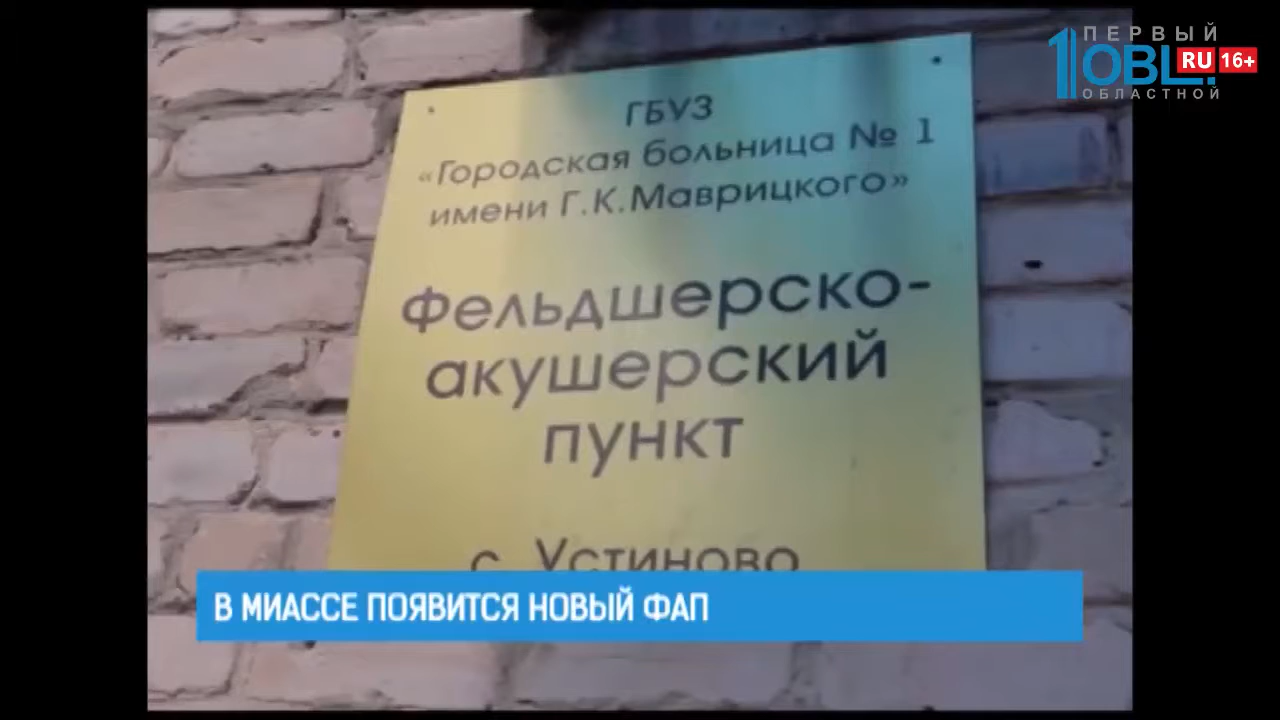 ПЕРВЫЙ
1OBL.RU 16+
ОБЛАСТНОЙ
ГБУЗ
«Городская больница № 1
имени Г.К.Маврицкого»
Фельдшерско-
акушерский
пункт
с. Устиново
В МИАССЕ ПОЯВИТСЯ НОВЫЙ ФАП